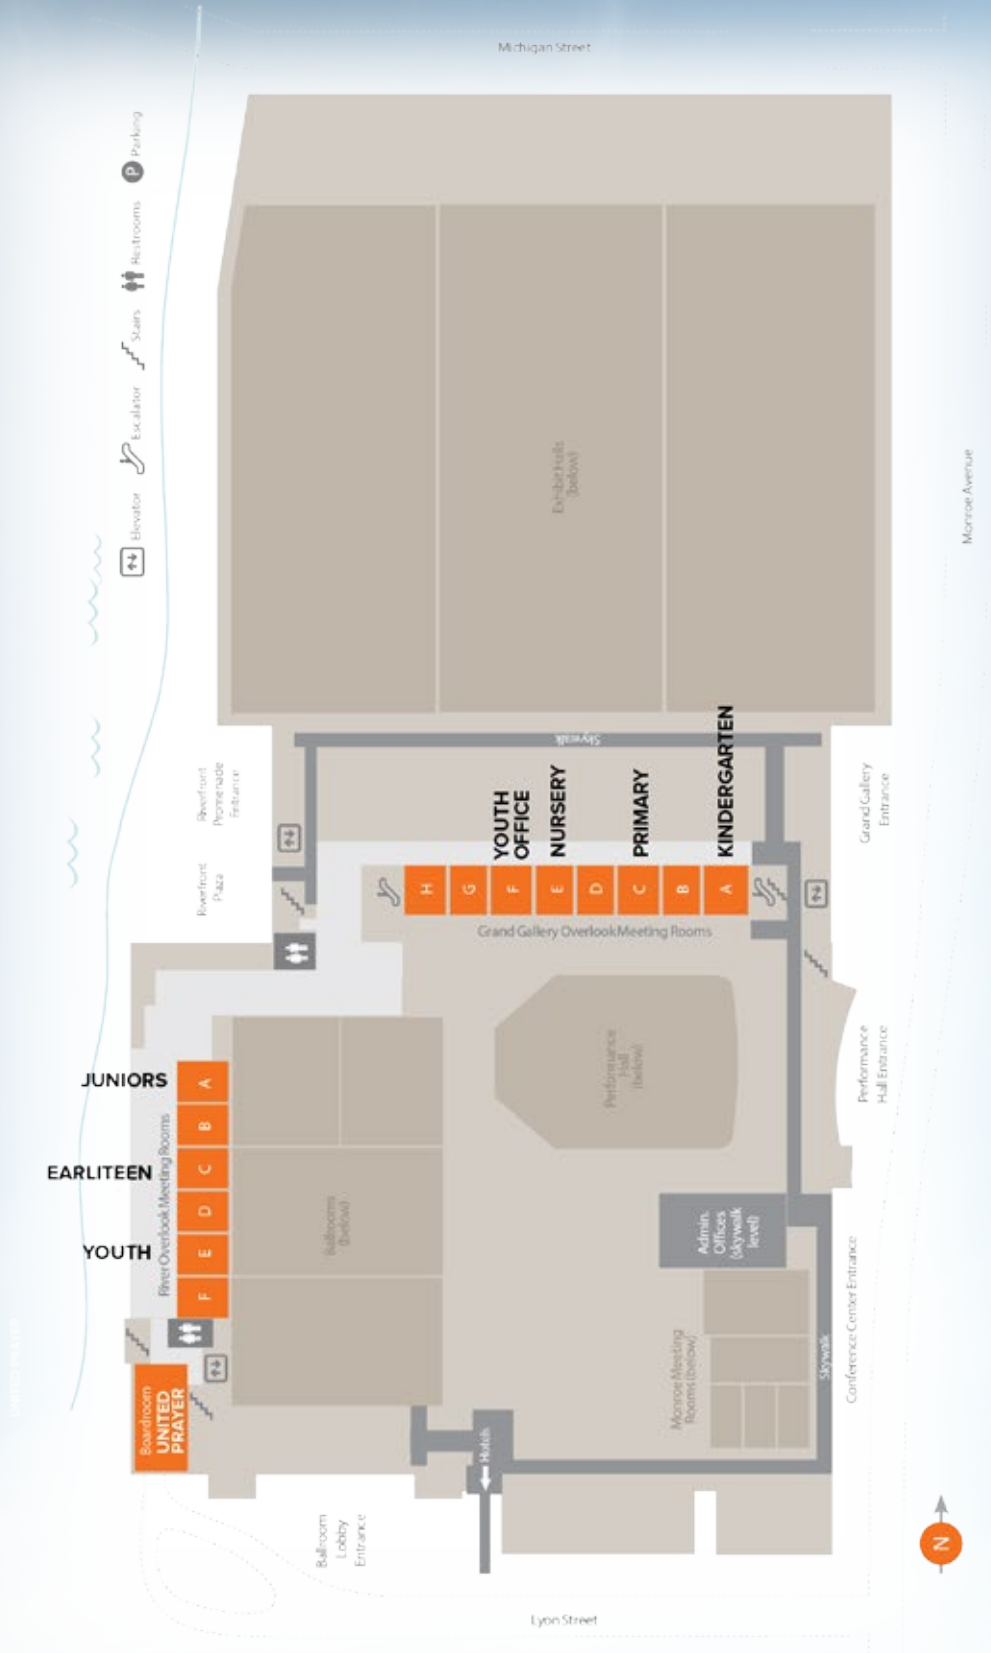 Michigan Street
Parking
P
Restrooms
Stairs
Escalator
Elevator
Exhibit Halls
(below)
Monroe Avenue
Skywalk
Riverfront
Promenade
Entrance
Riverfront
Plaza
YOUTH
OFFICE
NURSERY
PRIMARY
KINDERGARTEN
Grand Gallery
Entrance
H
G
F
E
D
C
B
A
Grand Gallery Overlook Meeting Rooms
Performance
Hall
(below)
Performance
Hall Entrance
JUNIORS
EARLITEEN
YOUTH
River Overlook Meeting Rooms
A
B
C
D
E
F
Ballrooms
(below)
Admin.
Offices
(skywalk
level)
Monroe Meeting
Rooms (below)
Skywalk
Conference Center Entrance
Boardroom
UNITED
PRAYER
Hotels
Ballroom
Lobby
Entrance
N
Lyon Street